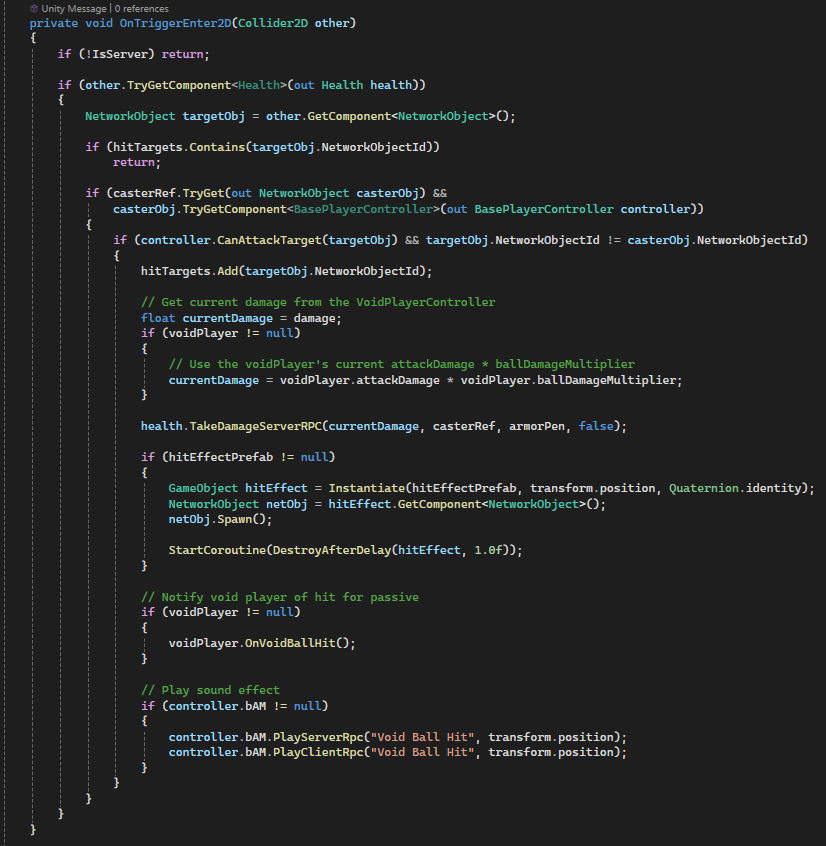 Unity Message | 0 references
private void OnTriggerEnter2D(Collider2D other)
{
    if (!IsServer) return;

    if (other.TryGetComponent<Health>(out Health health))
    {
        NetworkObject targetObj = other.GetComponent<NetworkObject>();

        if (hitTargets.Contains(targetObj.NetworkObjectId))
            return;

        if (casterRef.TryGet(out NetworkObject casterObj) &&
            casterObj.TryGetComponent<BasePlayerController>(out BasePlayerController controller))
        {
            if (controller.CanAttackTarget(targetObj) && targetObj.NetworkObjectId != casterObj.NetworkObjectId)
            {
                hitTargets.Add(targetObj.NetworkObjectId);

                // Get current damage from the VoidPlayerController
                float currentDamage = damage;
                if (voidPlayer != null)
                {
                    // Use the voidPlayer's current attackDamage * ballDamageMultiplier
                    currentDamage = voidPlayer.attackDamage * voidPlayer.ballDamageMultiplier;
                }

                health.TakeDamageServerRPC(currentDamage, casterRef, armorPen, false);

                if (hitEffectPrefab != null)
                {
                    GameObject hitEffect = Instantiate(hitEffectPrefab, transform.position, Quaternion.identity);
                    NetworkObject netObj = hitEffect.GetComponent<NetworkObject>();
                    netObj.Spawn();

                    StartCoroutine(DestroyAfterDelay(hitEffect, 1.0f));
                }

                // Notify void player of hit for passive
                if (voidPlayer != null)
                {
                    voidPlayer.OnVoidBallHit();
                }

                // Play sound effect
                if (controller.bAM != null)
                {
                    controller.bAM.PlayServerRpc("Void Ball Hit", transform.position);
                    controller.bAM.PlayClientRpc("Void Ball Hit", transform.position);
                }
            }
        }
    }
}